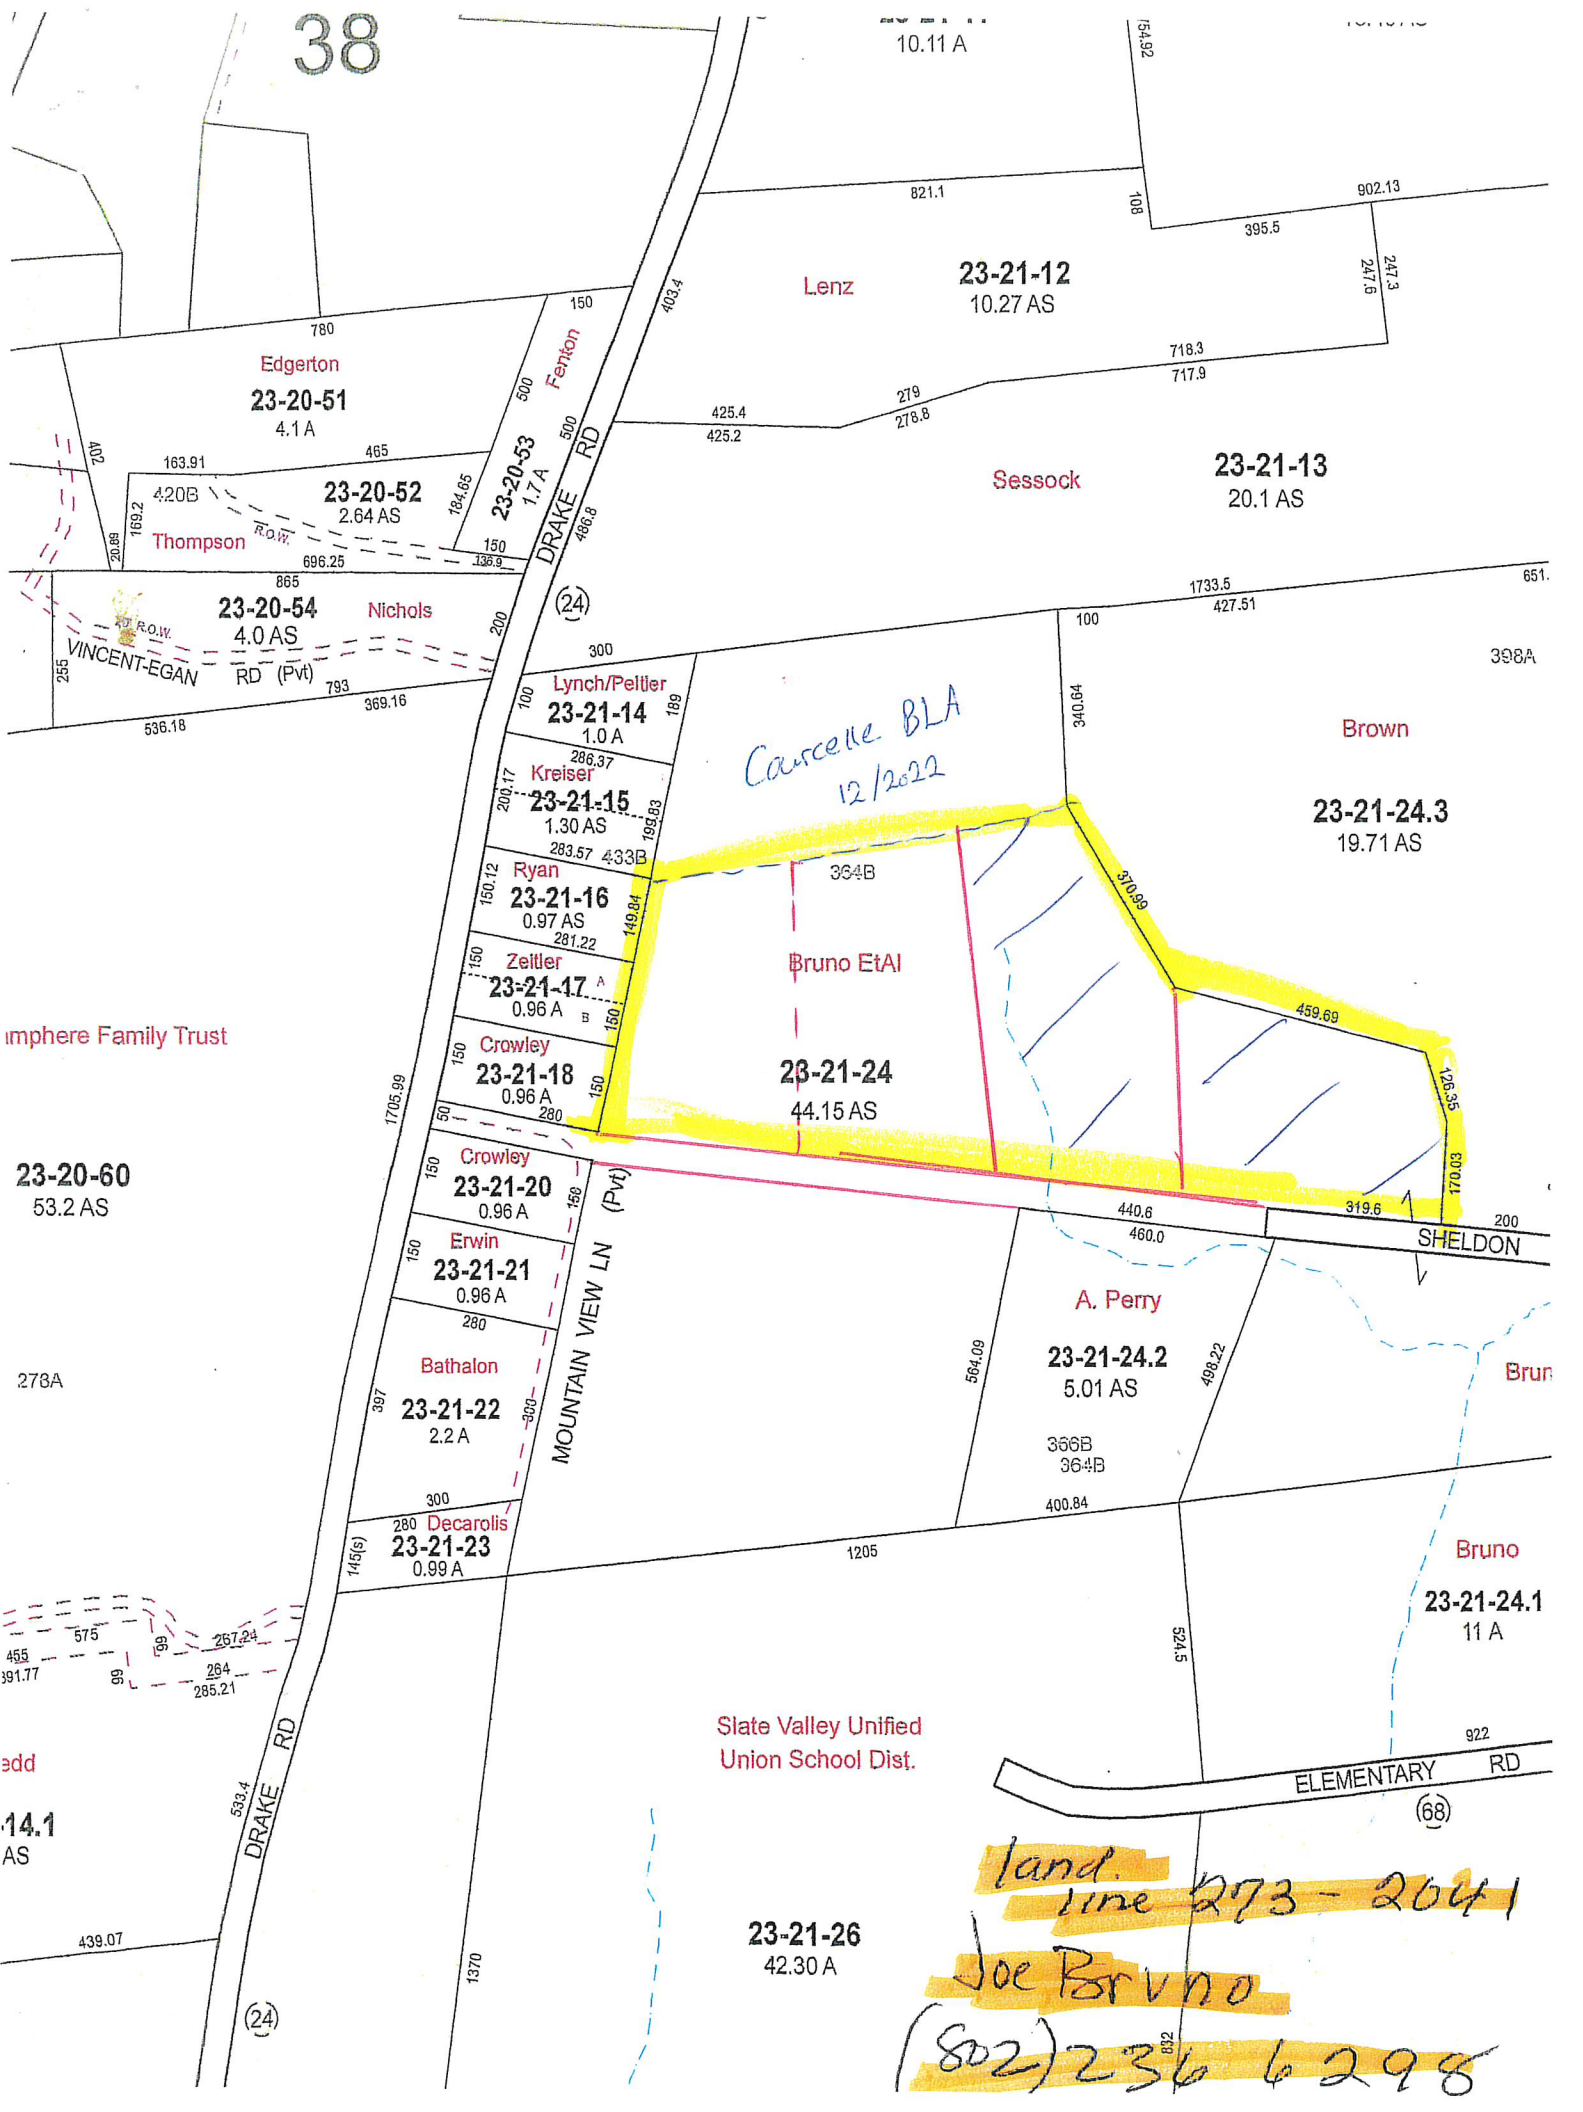 38
10.11 A
754.92
821.1
108
902.13
395.5
247.6
247.3
Lenz
23-21-12
10.27 AS
403.4
150
780
Edgerton
23-20-51
4.1 A
500
Fenton
500
23-20-53
1.7 A
DRAKE RD
486.8
718.3
717.9
279
278.8
425.4
425.2
402
163.91
465
420B
23-20-52
2.64 AS
184.65
169.2
Thompson
R.O.W.
20.89
696.25
150
136.9
Sessock
23-21-13
20.1 AS
865
23-20-54
4.0 AS
Nichols
200
(24)
R.O.W.
VINCENT-EGAN RD (Pvt)
255
793
369.16
536.18
1733.5
427.51
651.
100
300
398A
Lynch/Peltier
23-21-14
1.0 A
100
189
286.37
340.64
Courcelle BLA
12/2022
Brown
23-21-24.3
19.71 AS
Kreiser
23-21-15
1.30 AS
200.17
199.83
283.57
433B
364B
370.99
Ryan
23-21-16
0.97 AS
150.12
149.84
281.22
Zeitler
23-21-17
A
0.96 A
B
150
150
Bruno EtAl
23-21-24
44.15 AS
459.69
126.35
170.03
Crowley
23-21-18
0.96 A
150
150
280
50
amphere Family Trust
1705.99
23-20-60
53.2 AS
278A
Crowley
23-21-20
0.96 A
150
150
MOUNTAIN VIEW LN (Pvt)
440.6
460.0
319.6
200
SHELDON
Erwin
23-21-21
0.96 A
150
280
A. Perry
23-21-24.2
5.01 AS
564.09
498.22
366B
364B
400.84
Brun
Bathalon
23-21-22
2.2 A
397
300
300
280
Decarolis
23-21-23
0.99 A
145(s)
1205
Bruno
23-21-24.1
11 A
524.5
575
99
267.24
455
391.77
99
264
285.21
DRAKE RD
533.4
edd
-14.1
AS
439.07
(24)
Slate Valley Unified
Union School Dist.
922
ELEMENTARY RD
(68)
23-21-26
42.30 A
1370
832
land.
line 273-2041
Joe Bruno
(802) 236 6298